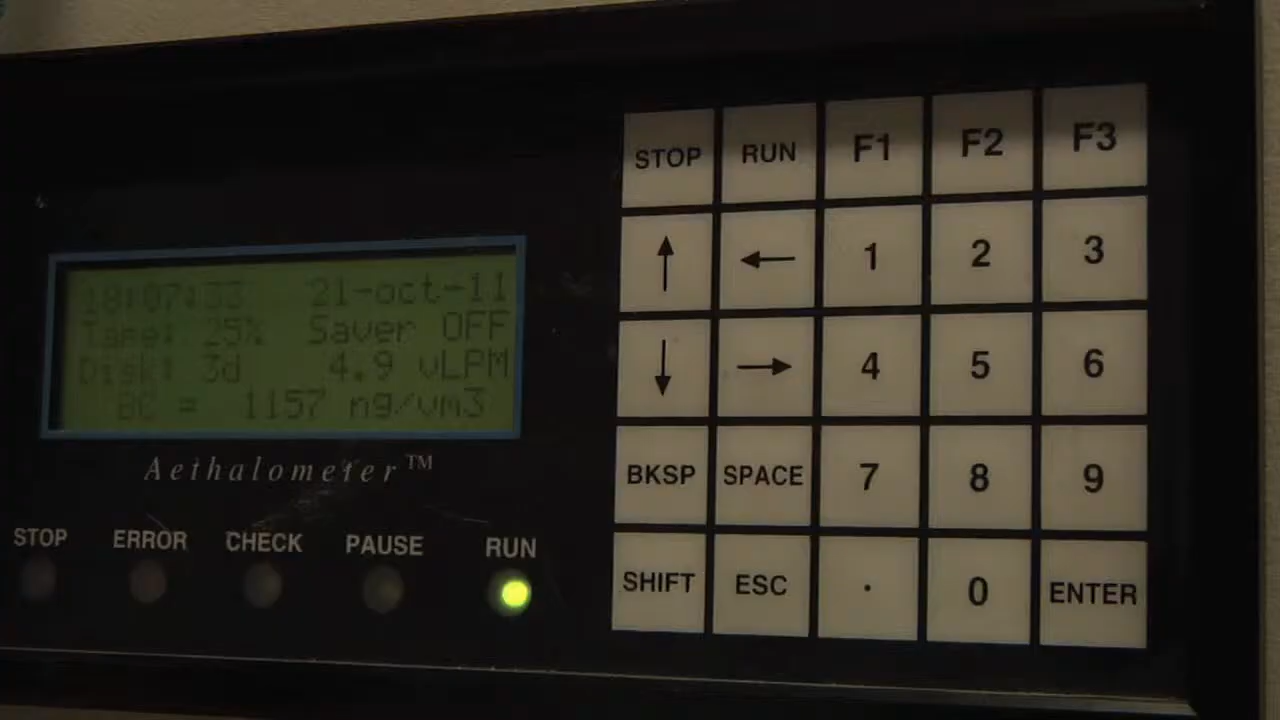 18:07:33 21-oct-11
Tape: 25% Saver OFF
Disk: 3d 4.9 vLPM
BC = 1157 ng/vm3
Aethalometer™
STOP ERROR CHECK PAUSE RUN
STOP RUN F1 F2 F3
↑ ← 1 2 3
↓ → 4 5 6
BKSP SPACE 7 8 9
SHIFT ESC . 0 ENTER